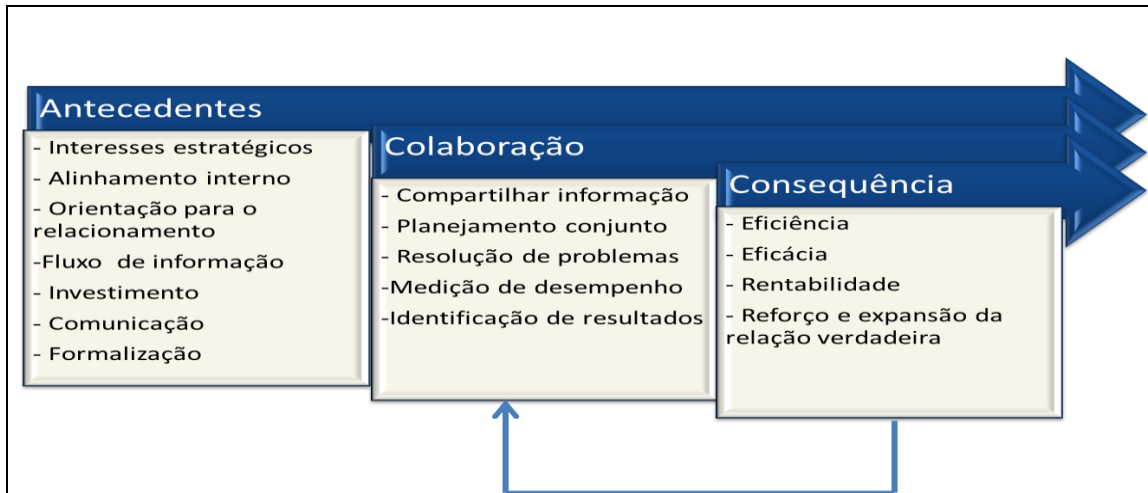 Antecedentes
- Interesses estratégicos
- Alinhamento interno
- Orientação para o
relacionamento
-Fluxo de informação
- Investimento
- Comunicação
- Formalização
Colaboração
- Compartilhar informação
- Planejamento conjunto
- Resolução de problemas
-Medição de desempenho
-Identificação de resultados
Consequência
- Eficiência
- Eficácia
- Rentabilidade
- Reforço e expansão da
relação verdadeira